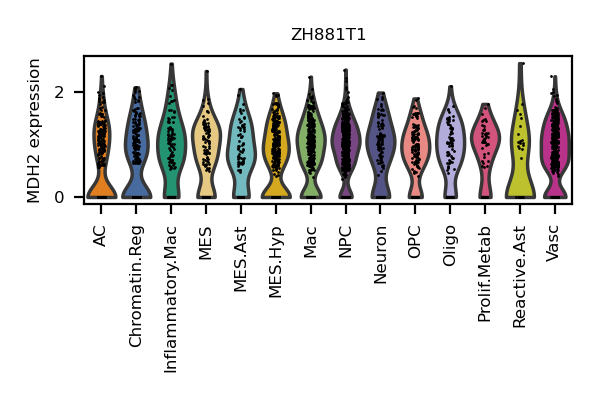 ZH881T1
MDH2 expression
2
0
AC
Chromatin.Reg
Inflammatory.Mac
MES
MES.Ast
MES.Hyp
Mac
NPC
Neuron
OPC
Oligo
Prolif.Metab
Reactive.Ast
Vasc